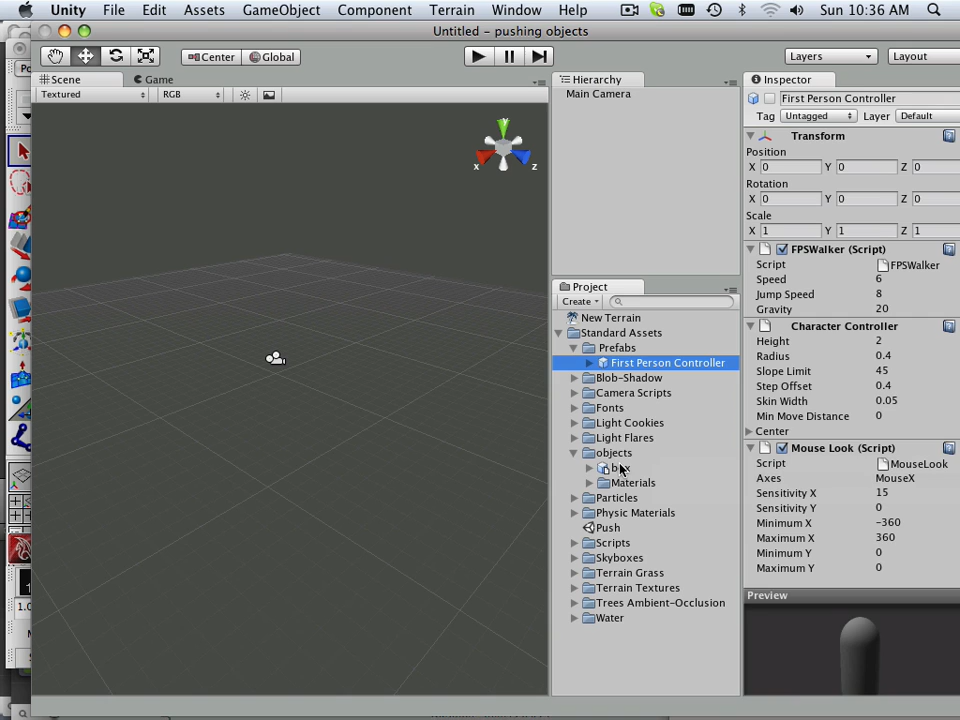 Unity File Edit Assets GameObject Component Terrain Window Help Sun 10:36 AM
Untitled - pushing objects
Center Global Layers Layout
Scene Game
Textured RGB
Hierarchy
Main Camera
y
x z
Project
Create
New Terrain
Standard Assets
Prefabs
First Person Controller
Blob-Shadow
Camera Scripts
Fonts
Light Cookies
Light Flares
objects
Materials
Particles
Physic Materials
Push
Scripts
Skyboxes
Terrain Grass
Terrain Textures
Trees Ambient-Occlusion
Water
Inspector
First Person Controller
Tag Untagged Layer Default
Transform
Position
X 0 Y 0 Z 0
Rotation
X 0 Y 0 Z 0
Scale
X 1 Y 1 Z 1
FPSWalker (Script)
Script FPSWalker
Speed 6
Jump Speed 8
Gravity 20
Character Controller
Height 2
Radius 0.4
Slope Limit 45
Step Offset 0.4
Skin Width 0.05
Min Move Distance 0
Center
Mouse Look (Script)
Script MouseLook
Axes MouseX
Sensitivity X 15
Sensitivity Y 0
Minimum X -360
Maximum X 360
Minimum Y 0
Maximum Y 0
Preview